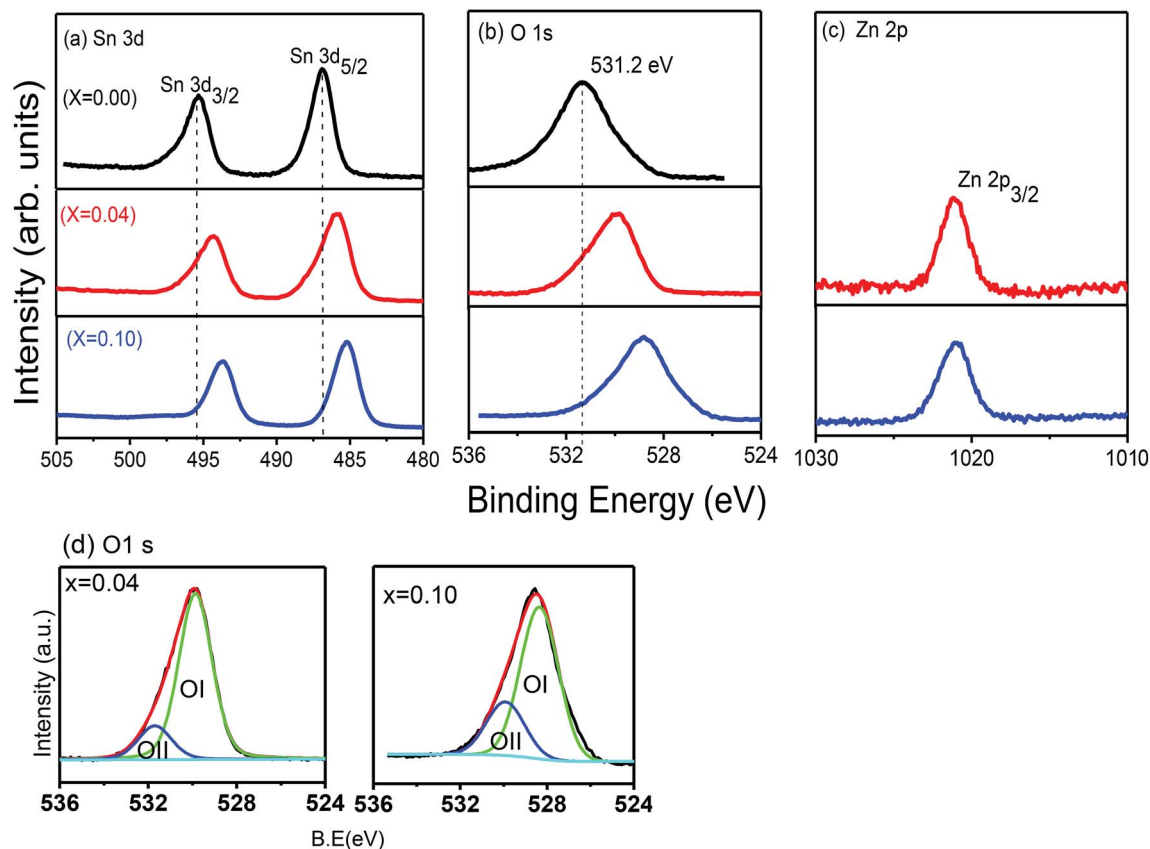 (a) Sn 3d
Sn 3d3/2
Sn 3d5/2
(X=0.00)
(X=0.04)
(X=0.10)
505 500 495 490 485 480
(b) O 1s
531.2 eV
536 532 528 524
(c) Zn 2p
Zn 2p3/2
1030 1020 1010
Intensity (arb. units)
Binding Energy (eV)
(d) O1 s
x=0.04
OI
OII
536 532 528 524
x=0.10
OI
OII
536 532 528 524
Intensity (a.u.)
B.E(eV)